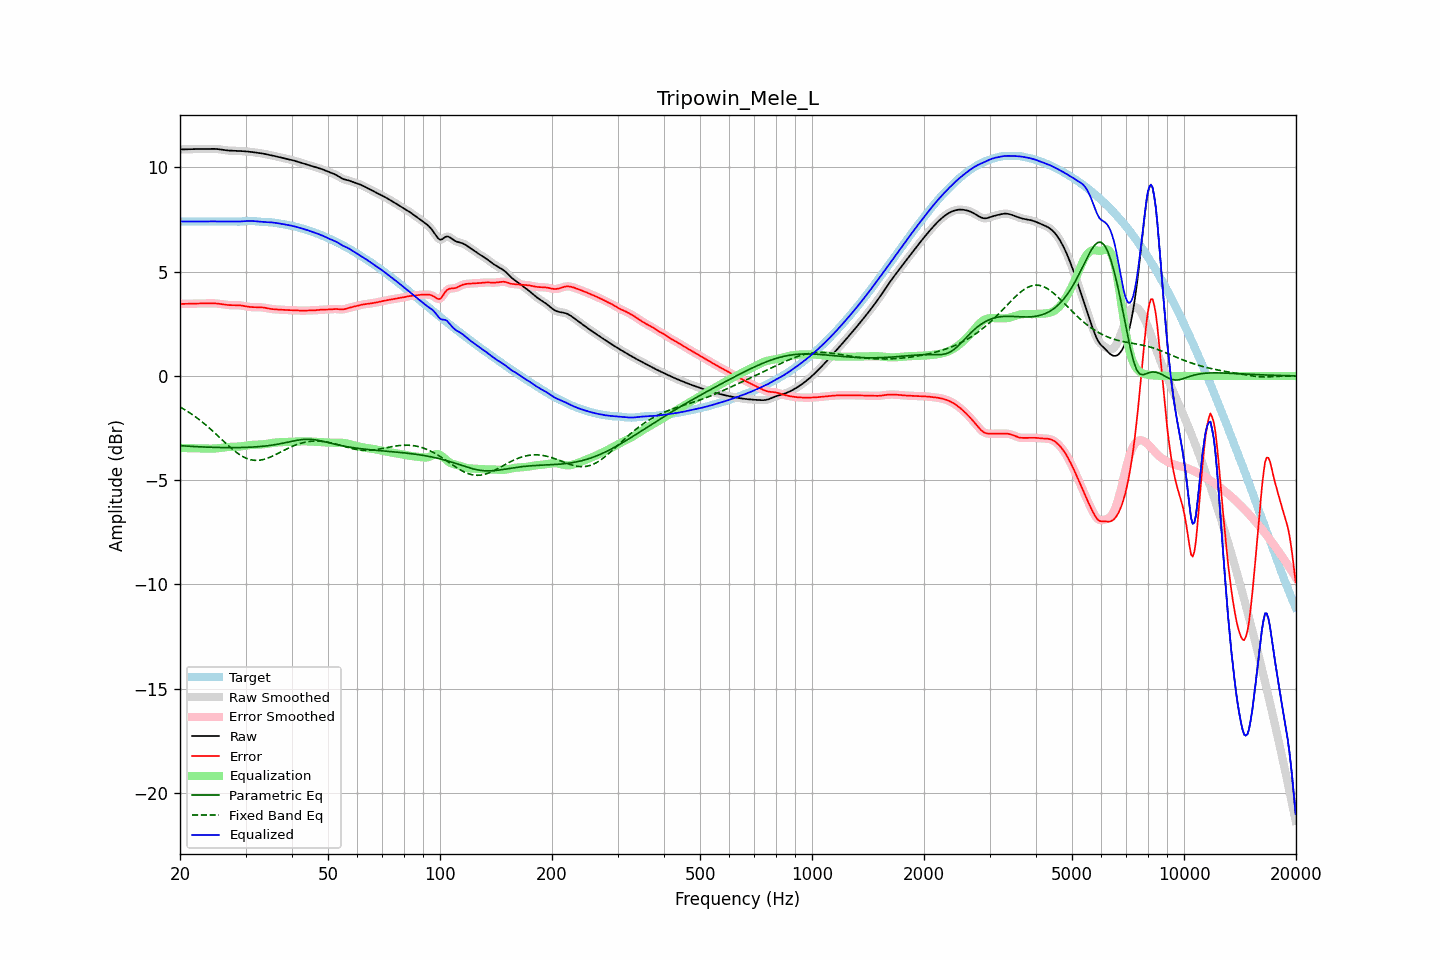 Tripowin_Mele_L
Amplitude (dBr)
10
5
0
−5
−10
−15
−20
Target
Raw Smoothed
Error Smoothed
Raw
Error
Equalization
Parametric Eq
Fixed Band Eq
Equalized
20 50 100 200 500 1000 2000 5000 10000 20000
Frequency (Hz)